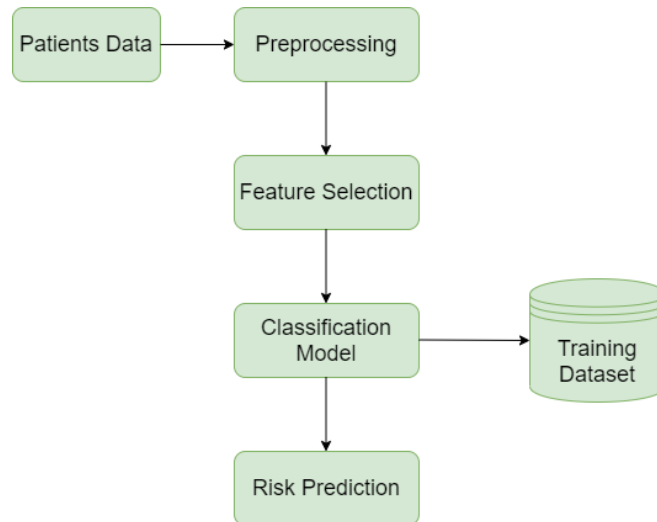 Patients Data
Preprocessing
Feature Selection
Classification
Model
Training
Dataset
Risk Prediction